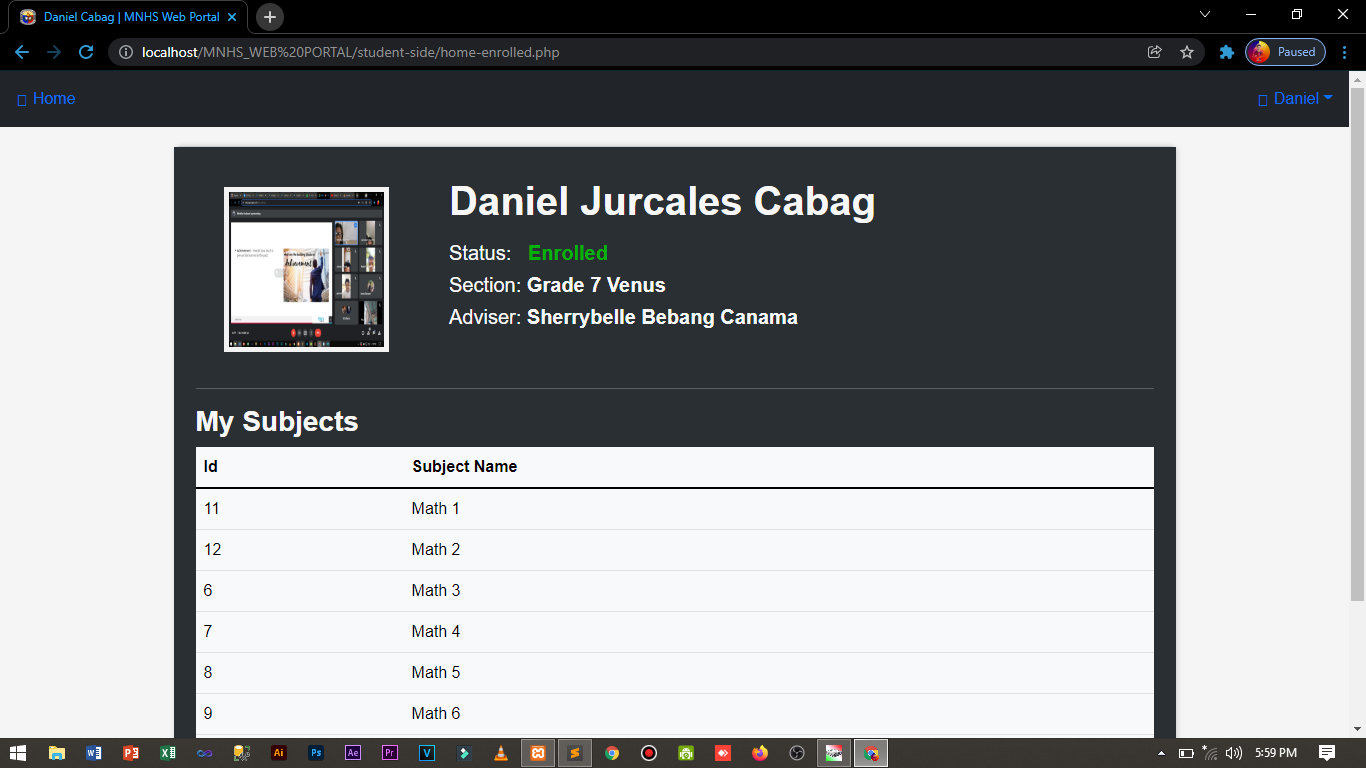 Daniel Cabag | MNHS Web Portal
localhost/MNHS_WEB%20PORTAL/student-side/home-enrolled.php
Paused
Home
Daniel
Daniel Jurcales Cabag
Status: Enrolled
Section: Grade 7 Venus
Adviser: Sherrybelle Bebang Canama
My Subjects
Id Subject Name
11 Math 1
12 Math 2
6 Math 3
7 Math 4
8 Math 5
9 Math 6
5:59 PM